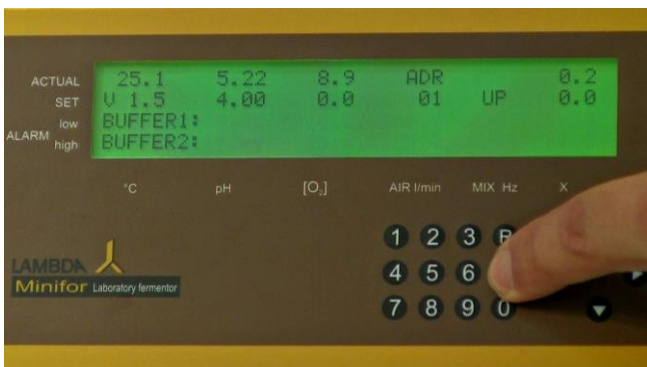 ACTUAL 25.1 5.22 8.9 ADR 0.2
SET V 1.5 4.00 0.0 01 UP 0.0
ALARM low BUFFER1:
high BUFFER2:
°C pH [O₂] AIR l/min MIX Hz X
1 2 3
4 5 6
7 8 9 0
LAMBDA
Minifor Laboratory fermentor